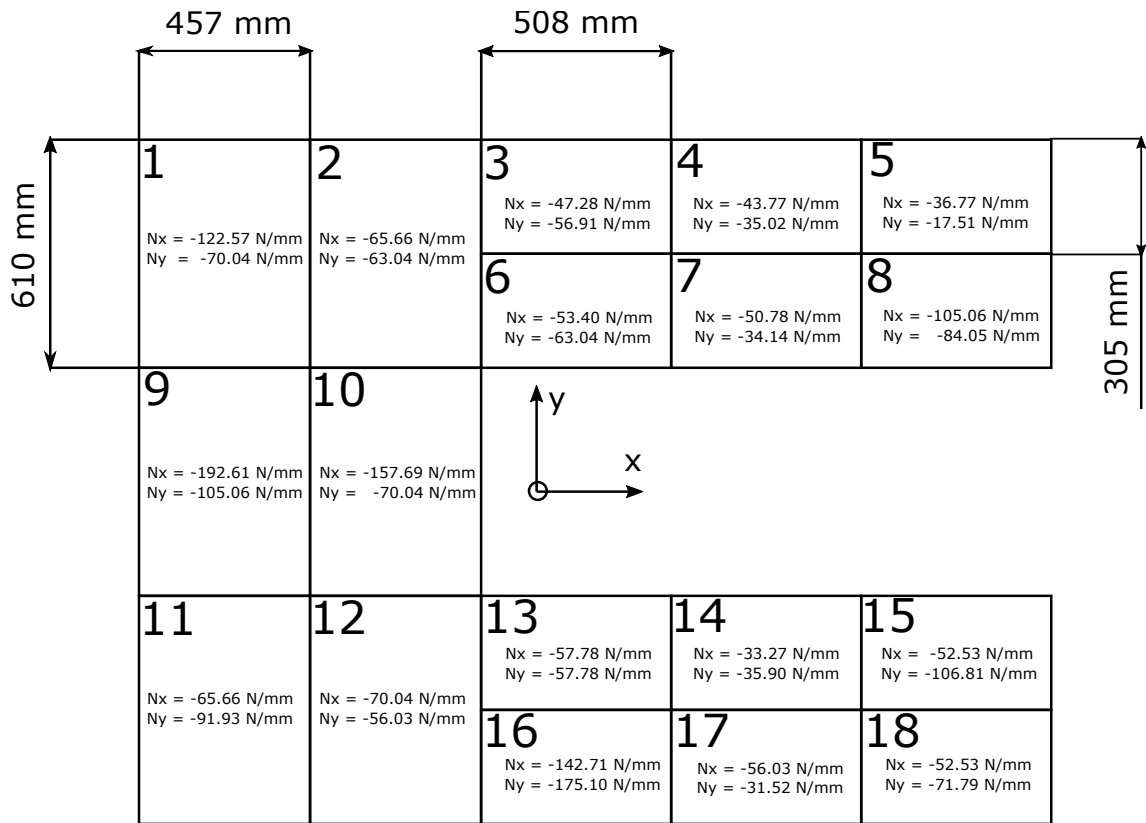 457 mm
508 mm
610 mm
305 mm
1
Nx = -122.57 N/mm
Ny = -70.04 N/mm
2
Nx = -65.66 N/mm
Ny = -63.04 N/mm
3
Nx = -47.28 N/mm
Ny = -56.91 N/mm
4
Nx = -43.77 N/mm
Ny = -35.02 N/mm
5
Nx = -36.77 N/mm
Ny = -17.51 N/mm
6
Nx = -53.40 N/mm
Ny = -63.04 N/mm
7
Nx = -50.78 N/mm
Ny = -34.14 N/mm
8
Nx = -105.06 N/mm
Ny = -84.05 N/mm
9
Nx = -192.61 N/mm
Ny = -105.06 N/mm
10
Nx = -157.69 N/mm
Ny = -70.04 N/mm
y
x
11
Nx = -65.66 N/mm
Ny = -91.93 N/mm
12
Nx = -70.04 N/mm
Ny = -56.03 N/mm
13
Nx = -57.78 N/mm
Ny = -57.78 N/mm
14
Nx = -33.27 N/mm
Ny = -35.90 N/mm
15
Nx = -52.53 N/mm
Ny = -106.81 N/mm
16
Nx = -142.71 N/mm
Ny = -175.10 N/mm
17
Nx = -56.03 N/mm
Ny = -31.52 N/mm
18
Nx = -52.53 N/mm
Ny = -71.79 N/mm